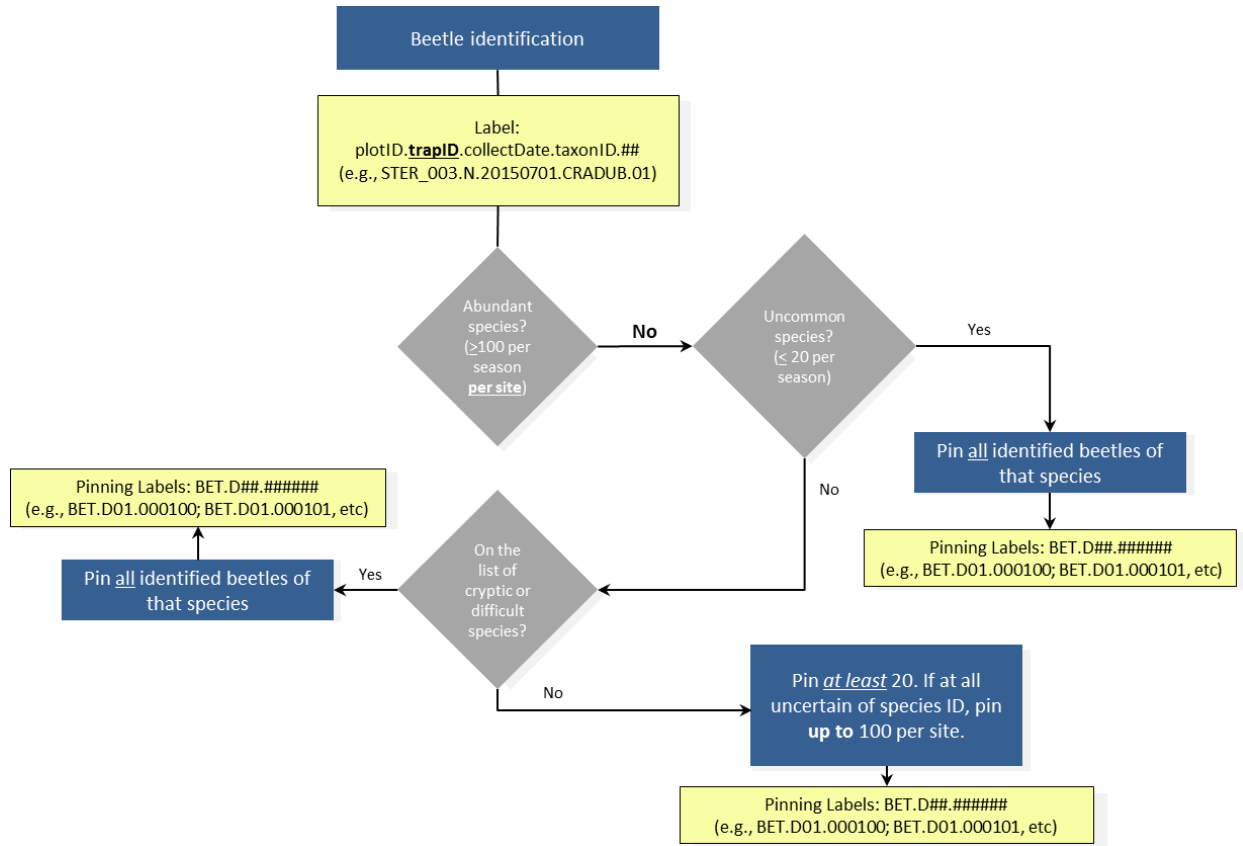 Beetle identification
Label:
plotID.trapID.collectDate.taxonID.##
(e.g., STER_003.N.20150701.CRADUB.01)
Abundant
species?
(≥100 per
season
per site)
No
Uncommon
species?
(≤ 20 per
season)
Yes
Pin all identified beetles of
that species
Pinning Labels: BET.D##.######
(e.g., BET.D01.000100; BET.D01.000101, etc)
No
On the
list of
cryptic or
difficult
species?
Yes
Pin all identified beetles of
that species
Pinning Labels: BET.D##.######
(e.g., BET.D01.000100; BET.D01.000101, etc)
No
Pin at least 20. If at all
uncertain of species ID, pin
up to 100 per site.
Pinning Labels: BET.D##.######
(e.g., BET.D01.000100; BET.D01.000101, etc)